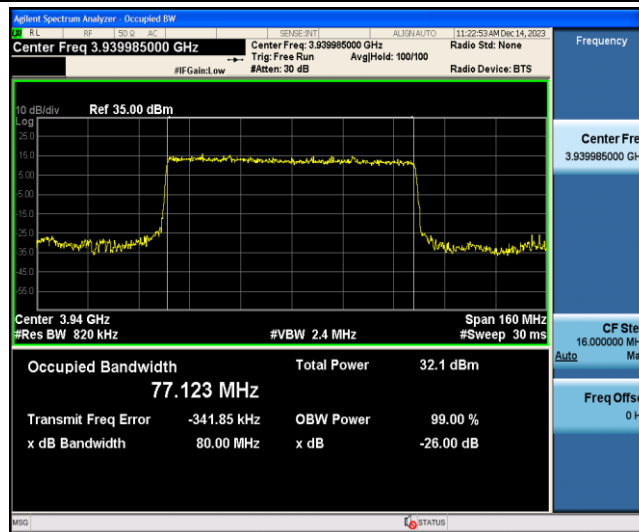 Agilent Spectrum Analyzer - Occupied BW
RL RF 50 Ω AC SENSE:INT ALIGN AUTO 11:22:53 AM Dec 14, 2023
Center Freq 3.939985000 GHz
Center Freq: 3.939985000 GHz
Radio Std: None
Trig: Free Run Avg|Hold: 100/100
#IFGain:Low #Atten: 30 dB Radio Device: BTS
Frequency
10 dB/div Ref 35.00 dBm
Log
25.0
15.0
5.00
-5.00
-15.0
-25.0
-35.0
-45.0
-55.0
Center 3.94 GHz Span 160 MHz
#Res BW 820 kHz #VBW 2.4 MHz #Sweep 30 ms
Occupied Bandwidth Total Power 32.1 dBm
77.123 MHz
Transmit Freq Error -341.85 kHz OBW Power 99.00 %
x dB Bandwidth 80.00 MHz x dB -26.00 dB
Center Fre
3.939985000 GH
CF Ste
16.000000 MH
Auto Ma
Freq Offs
0 H
MSG STATUS